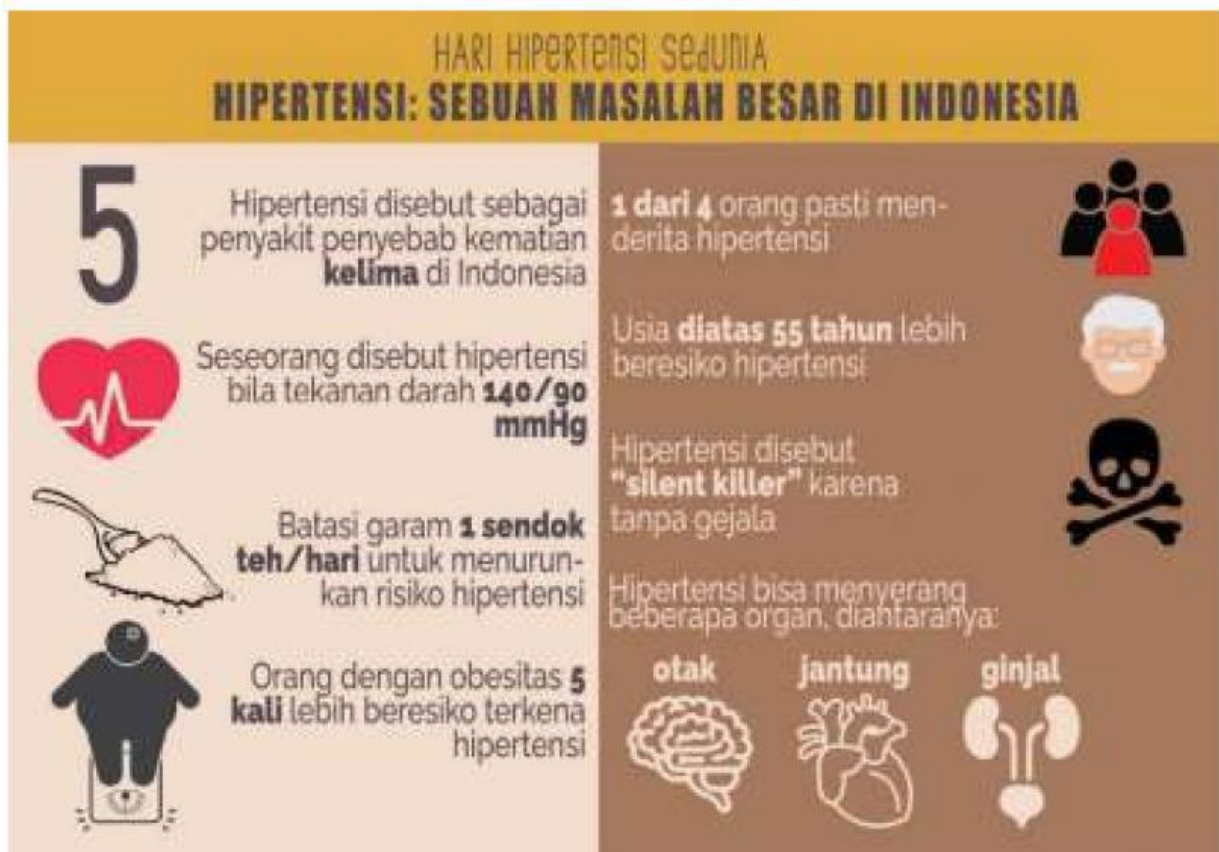 HARI HIPERTENSI SEDUNIA
HIPERTENSI: SEBUAH MASALAH BESAR DI INDONESIA
5
Hipertensi disebut sebagai
penyakit penyebab kematian
kelima di Indonesia
Seseorang disebut hipertensi
bila tekanan darah 140/90
mmHg
Batasi garam 1 sendok
teh/hari untuk menurun-
kan risiko hipertensi
Orang dengan obesitas 5
kali lebih beresiko terkena
hipertensi
1 dari 4 orang pasti men-
derita hipertensi
Usia diatas 55 tahun lebih
beresiko hipertensi
Hipertensi disebut
"silent killer" karena
tanpa gejala
Hipertensi bisa menyerang
beberapa organ, diantaranya:
otak jantung ginjal